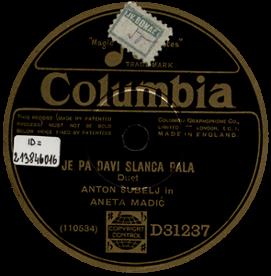 "Magic Notes"
TRADE MARK
Columbia
THIS RECORD (MADE BY PATENTED
PROCESS) MUST NOT BE SOLD
BELOW PRICE FIXED BY PATENTEES
COLUMBIA GRAPHOPHONE CO.,
LIMITED LONDON, E.C.1.
MADE IN ENGLAND.
ID=
213846016
JE PA DAVI SLANCA PALA
Duet
ANTON ŠUBELJ in
ANETA MADIĆ
(110534)
COPYRIGHT
CONTROL
D31237